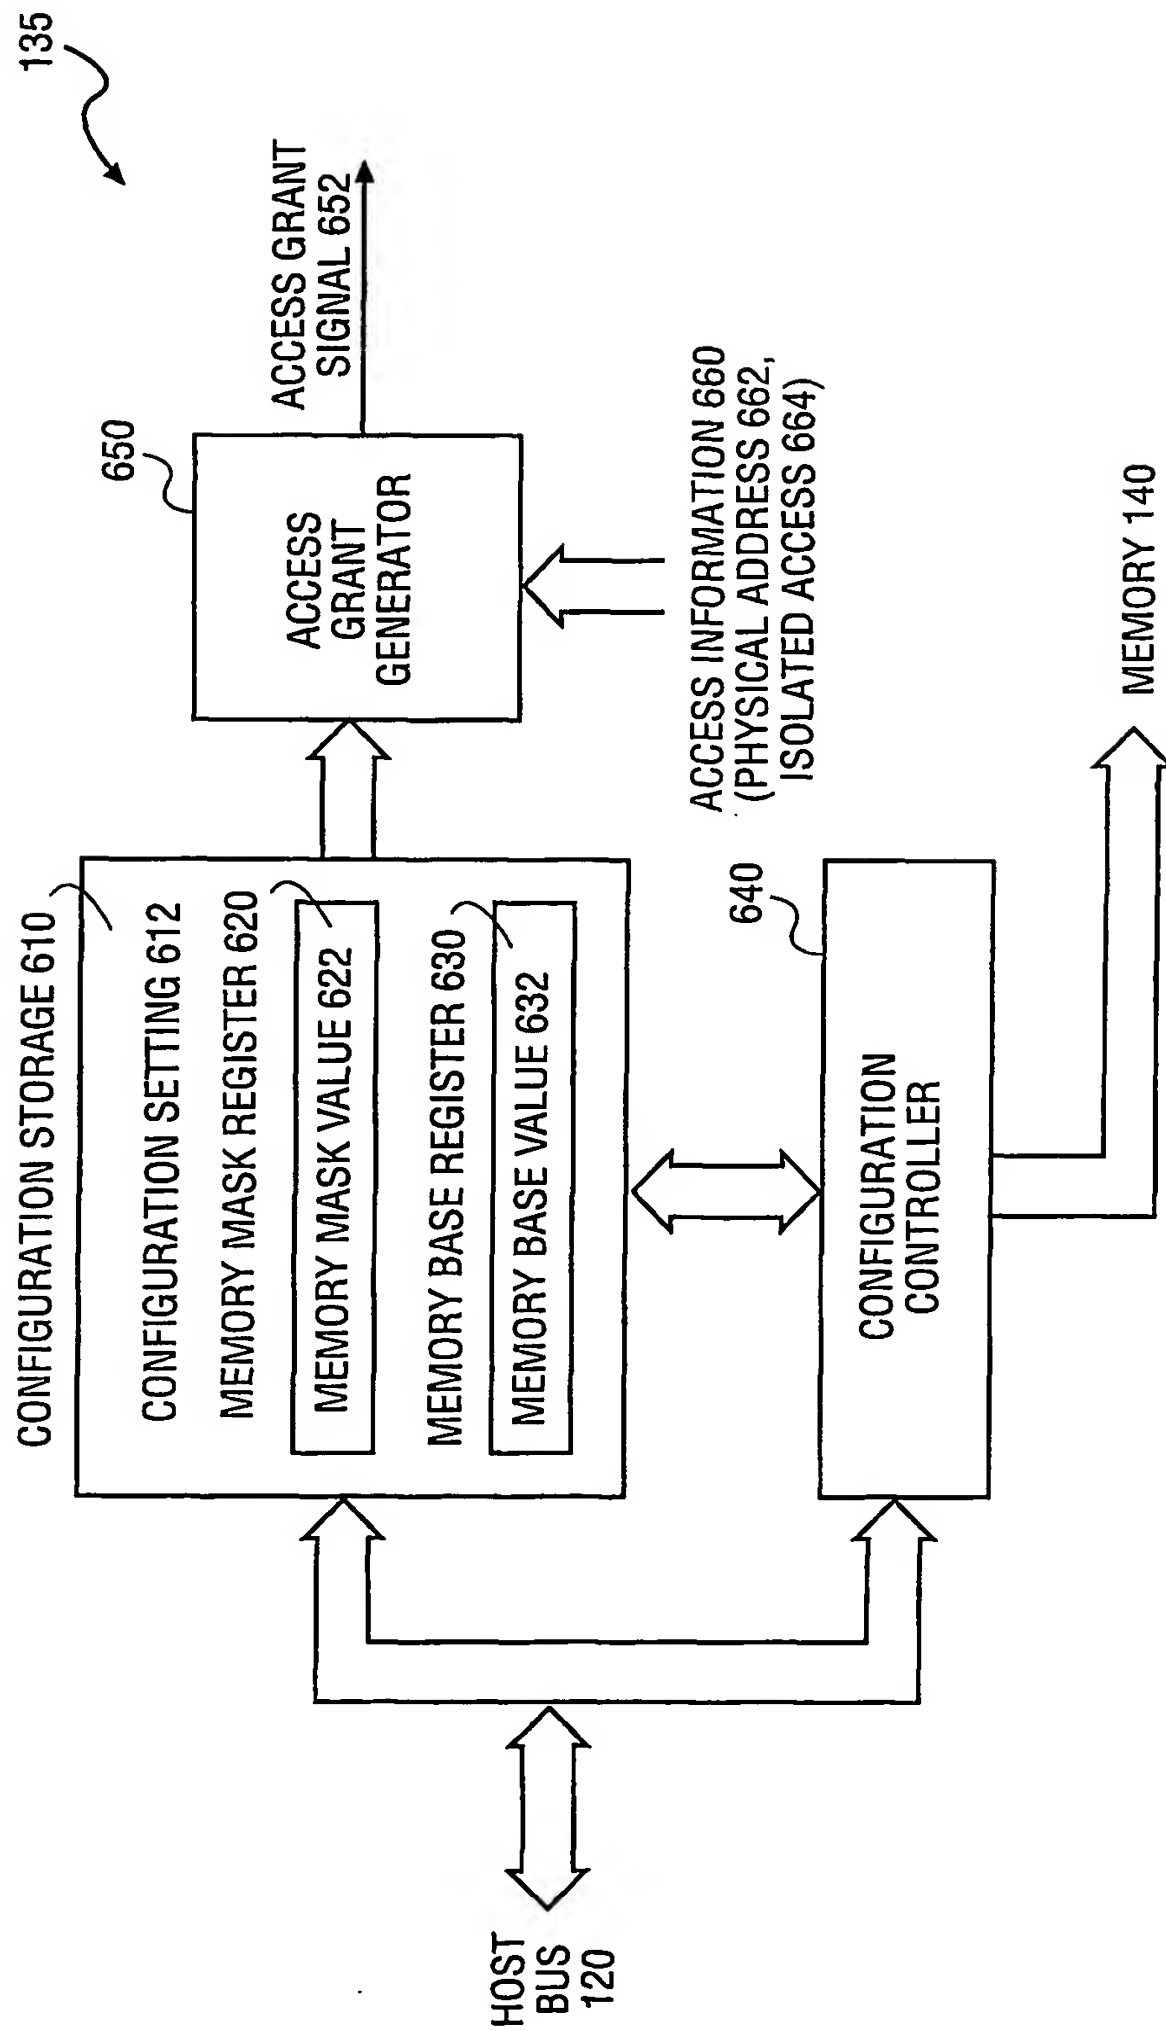 135
CONFIGURATION STORAGE 610
CONFIGURATION SETTING 612
MEMORY MASK REGISTER 620
MEMORY MASK VALUE 622
MEMORY BASE REGISTER 630
MEMORY BASE VALUE 632
650
ACCESS
GRANT
GENERATOR
ACCESS GRANT
SIGNAL 652
ACCESS INFORMATION 660
(PHYSICAL ADDRESS 662,
ISOLATED ACCESS 664)
HOST
BUS
120
640
CONFIGURATION
CONTROLLER
MEMORY 140